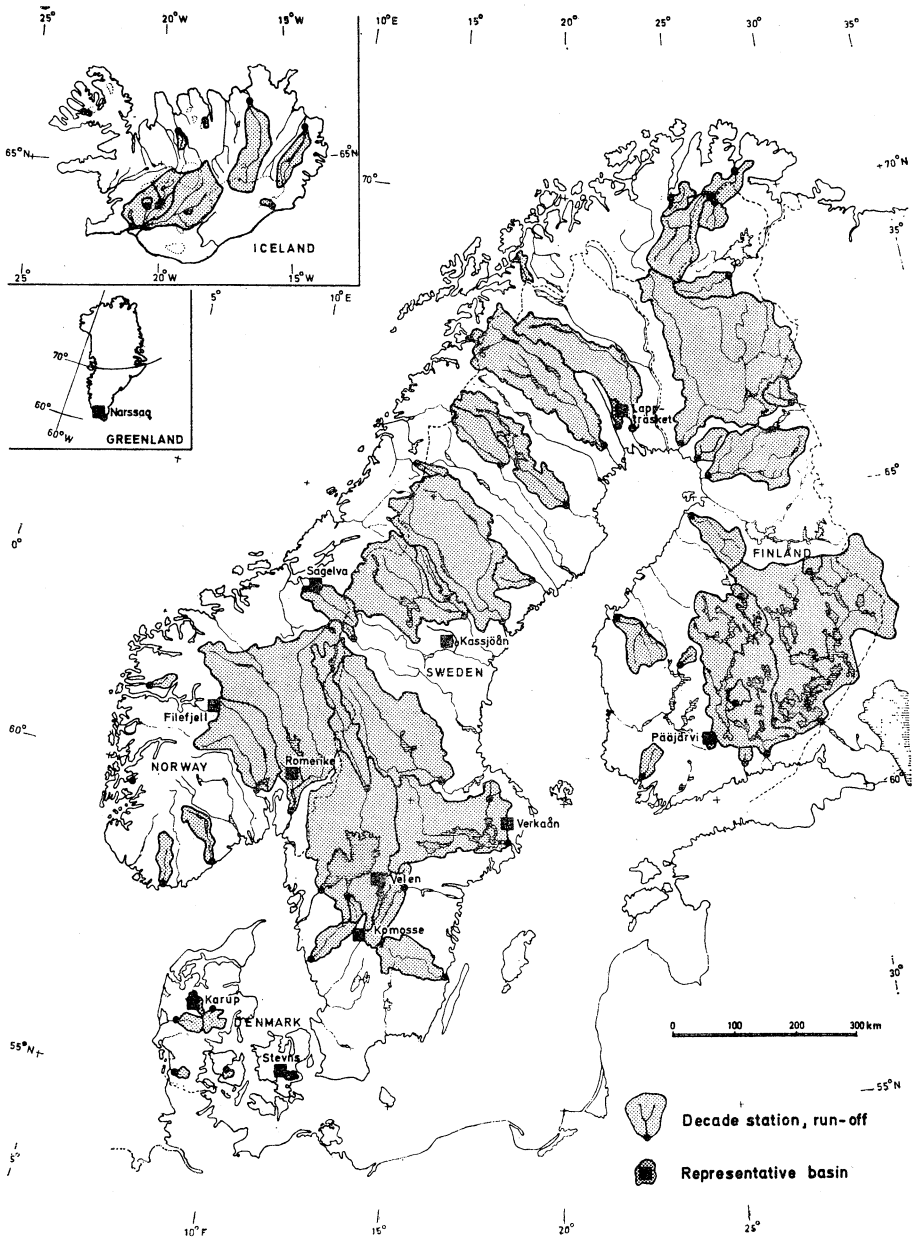 25° 20°W 15°W 10°E 15° 20° 25° 30° 35°
65°N 65°N
70° 70°N
35°
ICELAND
25° 20°W 15°W
5° 10°E
70°
60°
60°W
Narssaq
GREENLAND
Lapp-
träsket
65°
0°
FINLAND
Sagelva
Kassjöån
SWEDEN
Filefjell
60°
Pääjärvi
NORWAY
Romerike
60°
Verkaån
Velen
Komosse
30°
Karup
DENMARK
0 100 200 300 km
55°N
Stevns
55°N
Decade station, run-off
5°
Representative basin
10°E 15° 20° 25°